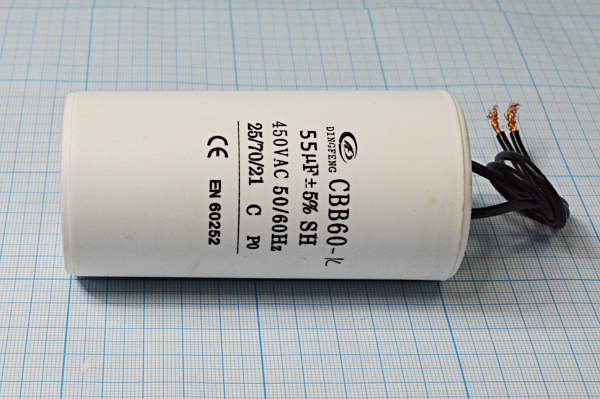 DINGFENG CBB60-K
55µF±5% SH
450VAC 50/60Hz
25/70/21 C P0
CE EN 60252